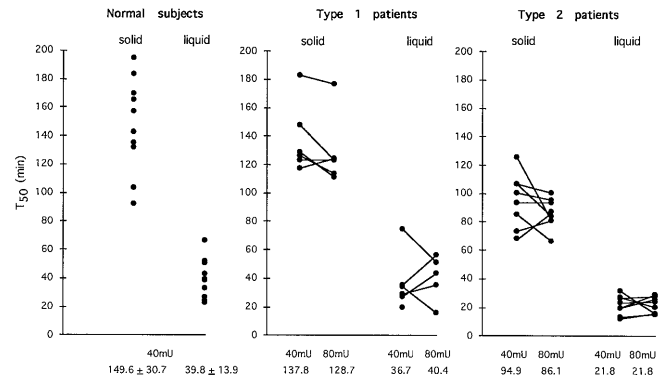 Normal subjects Type 1 patients Type 2 patients
solid liquid solid liquid solid liquid
200 200 200
180 180 180
160 160 160
140 140 140
120 120 120
100 100 100
80 80 80
60 60 60
40 40 40
20 20 20
0 0 0
T50 (min)
40mU 40mU 80mU 40mU 80mU 40mU 80mU 40mU 80mU
149.6 ± 30.7 39.8 ± 13.9 137.8 128.7 36.7 40.4 94.9 86.1 21.8 21.8